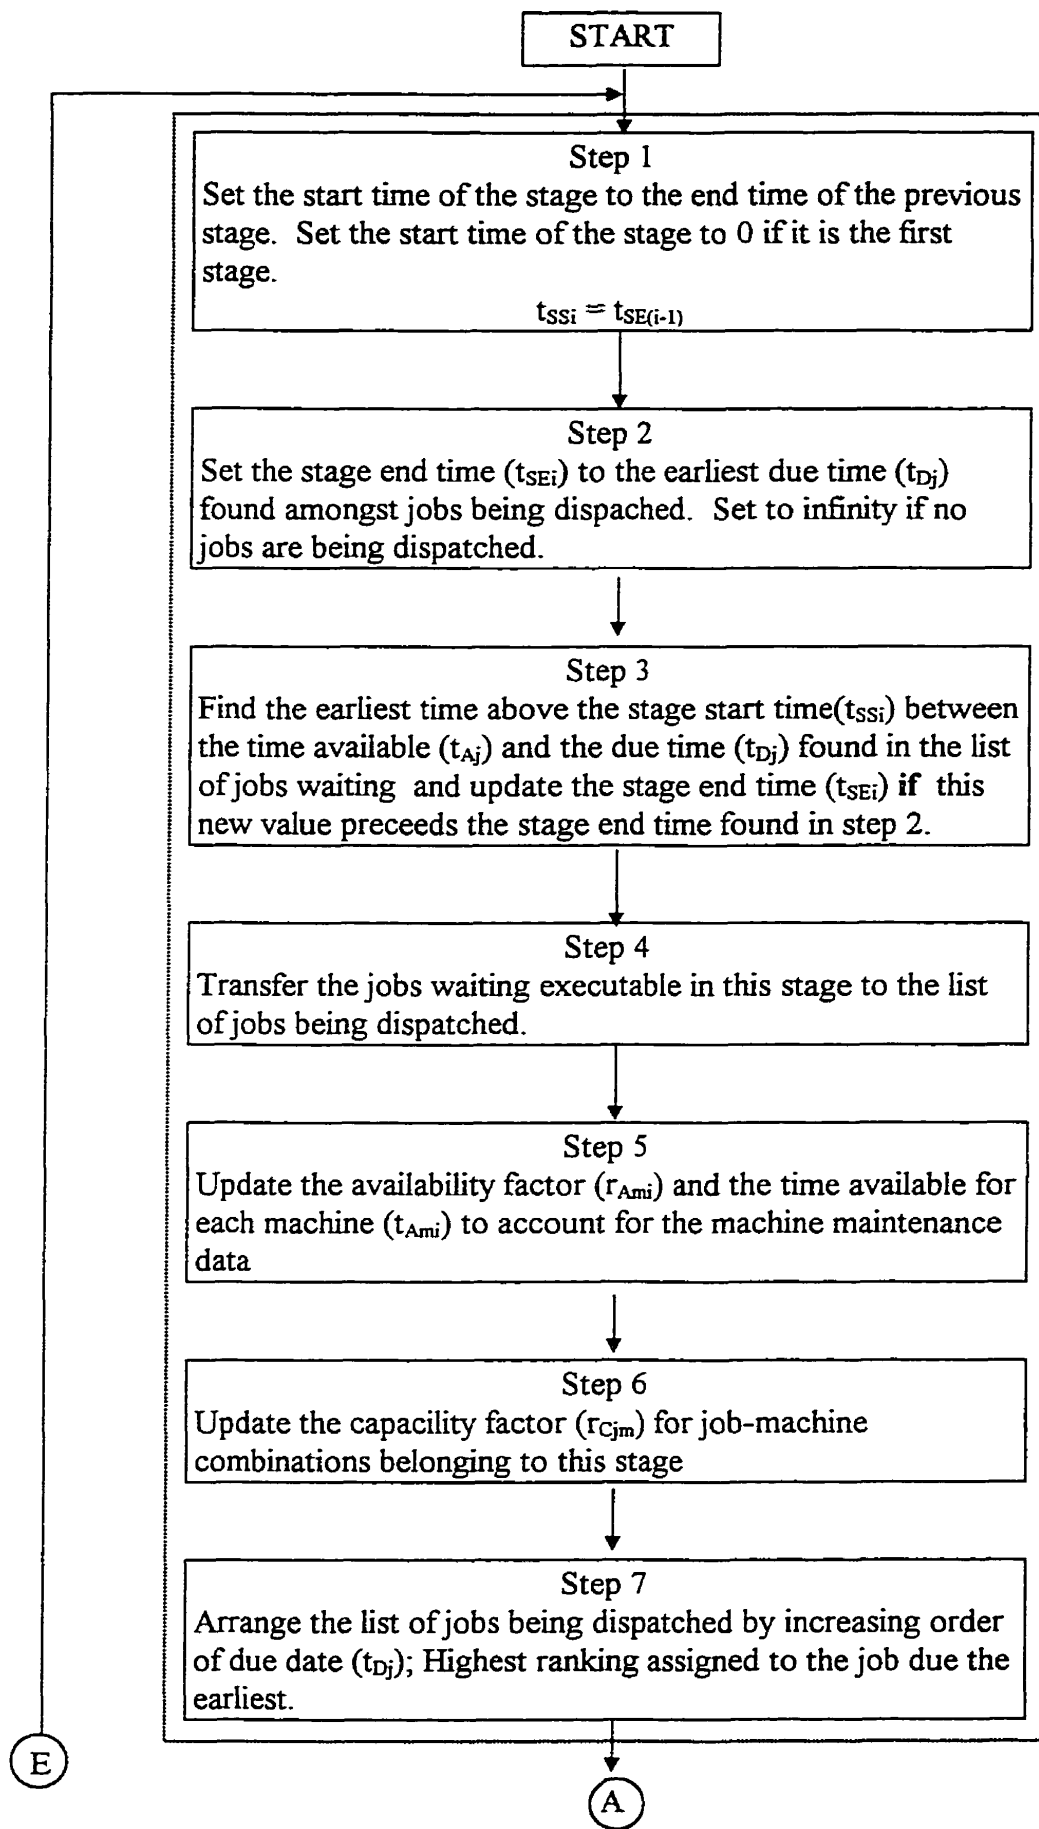 START
Step 1
Set the start time of the stage to the end time of the previous
stage. Set the start time of the stage to 0 if it is the first
stage.
tSSi = tSE(i-1)
Step 2
Set the stage end time (tSEi) to the earliest due time (tDj)
found amongst jobs being dispached. Set to infinity if no
jobs are being dispatched.
Step 3
Find the earliest time above the stage start time(tSSi) between
the time available (tAj) and the due time (tDj) found in the list
of jobs waiting and update the stage end time (tSEi) if this
new value preceeds the stage end time found in step 2.
Step 4
Transfer the jobs waiting executable in this stage to the list
of jobs being dispatched.
Step 5
Update the availability factor (rAmi) and the time available for
each machine (tAmi) to account for the machine maintenance
data
Step 6
Update the capacility factor (rCjm) for job-machine
combinations belonging to this stage
Step 7
Arrange the list of jobs being dispatched by increasing order
of due date (tDj); Highest ranking assigned to the job due the
earliest.
E
A